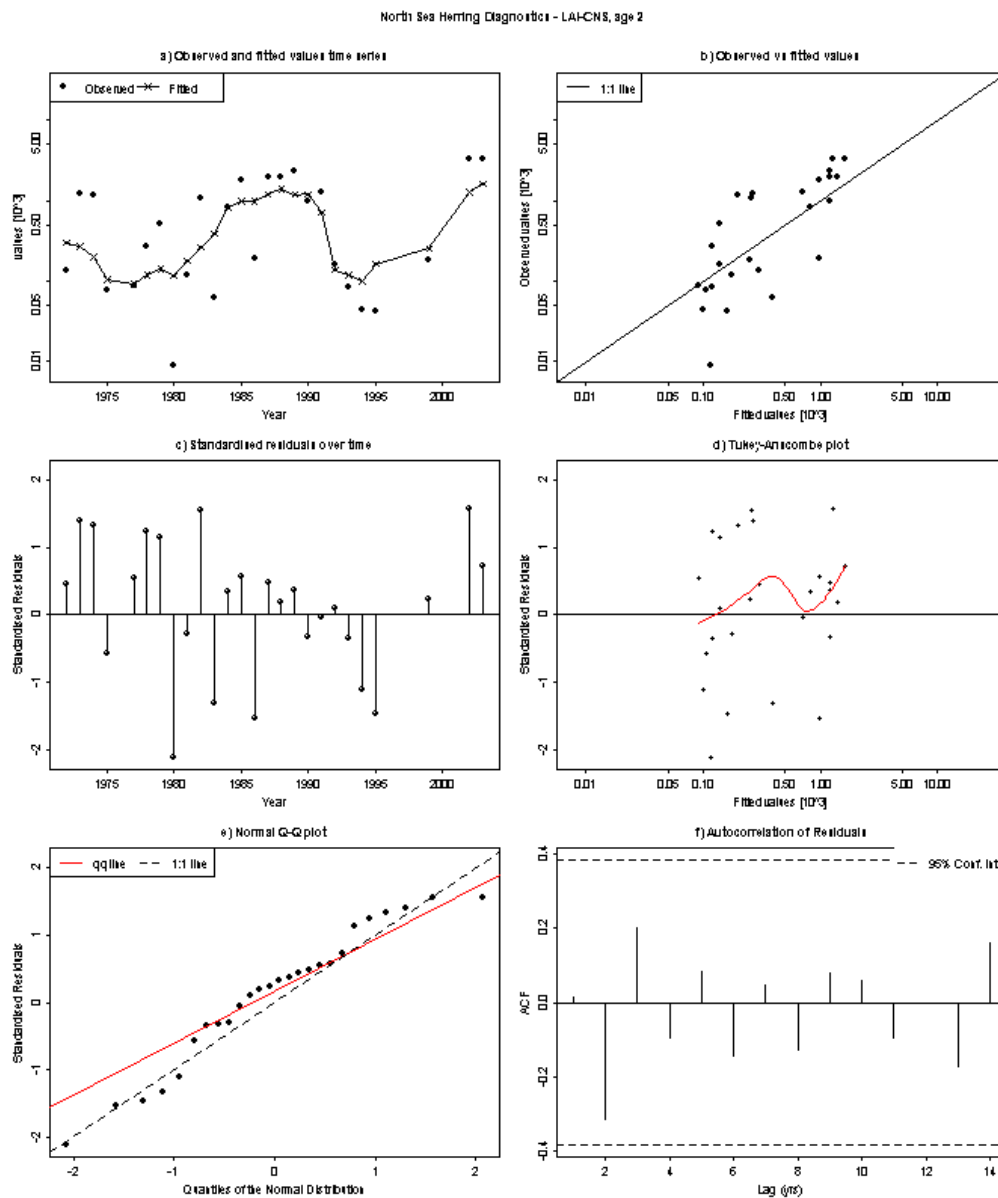 North Sea Herring Diagnostics - LAI-CNS, age 2
a) Observed and fitted values time series
Observed Fitted
values [10^3]
5.00
0.50
0.05
0.01
1975 1980 1985 1990 1995 2000
Year
b) Observed vs fitted values
1:1 line
Observed values [10^3]
5.00
0.50
0.05
0.01
0.01 0.05 0.10 0.50 1.00 5.00 10.00
Fitted values [10^3]
c) Standardised residuals over time
Standardised Residuals
2
1
0
-1
-2
1975 1980 1985 1990 1995 2000
Year
d) Tukey-Anscombe plot
Standardised Residuals
2
1
0
-1
-2
0.01 0.05 0.10 0.50 1.00 5.00 10.00
Fitted values [10^3]
e) Normal Q-Q plot
qq line 1:1 line
Standardised Residuals
2
1
0
-1
-2
-2 -1 0 1 2
Quantiles of the Normal Distribution
f) Autocorrelation of Residuals
95% Conf. Int
ACF
0.4
0.2
0.0
-0.2
-0.4
2 4 6 8 10 12 14
Lag (yrs)